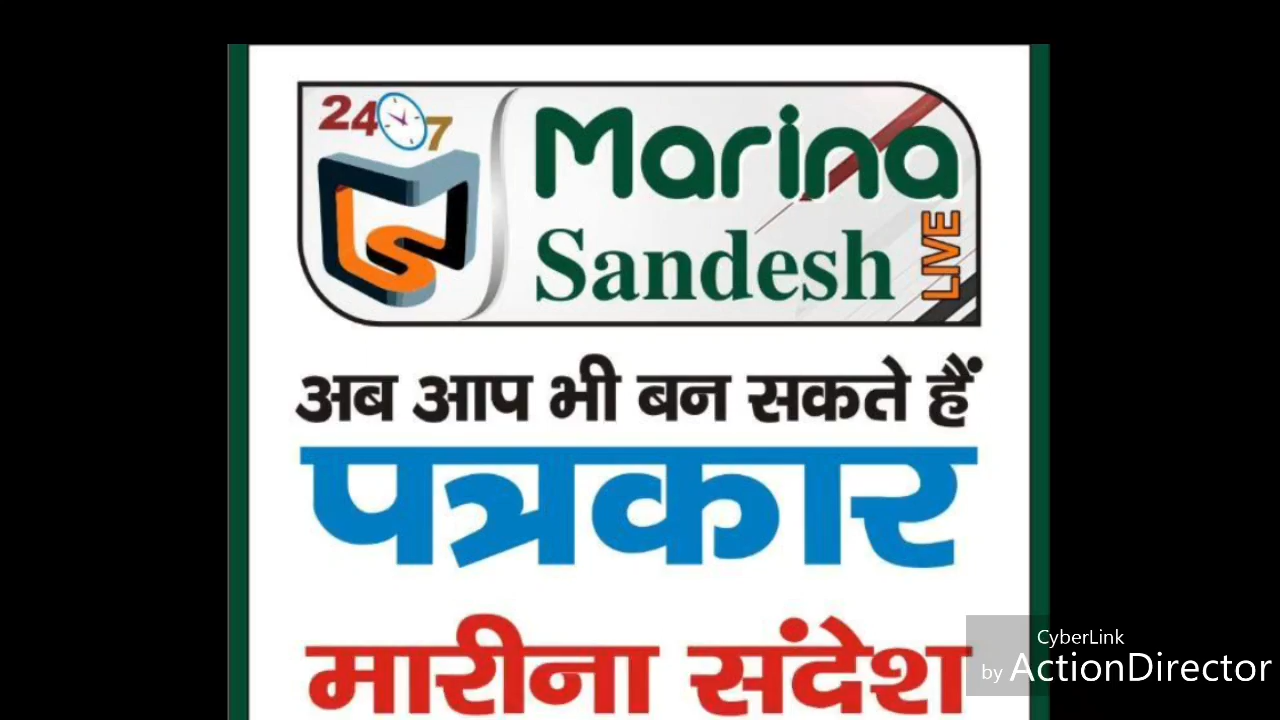 24 7
Marina
Sandesh
LIVE
अब आप भी बन सकते हैं
पत्रकार
मारीना संदेश
CyberLink
by ActionDirector